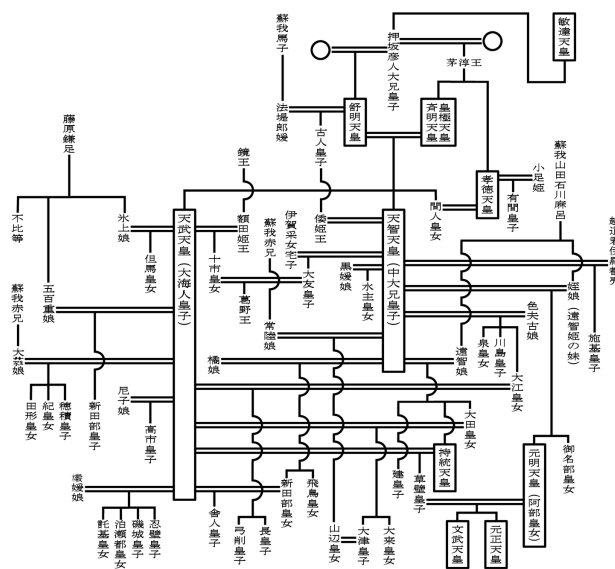 敏達天皇
押坂彦人大兄皇子
茅渟王
蘇我馬子
法堤郎媛
舒明天皇
皇極天皇
斉明天皇
古人皇子
藤原鎌足
鏡王
額田姫王
倭姫王
間人皇女
孝徳天皇
小足姫
有間皇子
蘇我山田石川麻呂
不比等
五百重娘
氷上娘
但馬皇女
天武天皇（大海人皇子）
十市皇女
葛野王
大友皇子
伊賀采女宅子
蘇我赤兄
常陸娘
黒媛娘
水主皇女
天智天皇（中大兄皇子）
遠智娘
姪娘（遠智姫の妹）
施基皇子
色夫古娘
泉皇女
川島皇子
大江皇女
蘇我赤兄
田形皇女
紀皇女
穂積皇子
新田部皇子
尼子娘
高市皇子
橘娘
大田皇女
建皇子
持統天皇
草壁皇子
元明天皇（阿部皇女）
御名部皇女
文武天皇
元正天皇
託基皇女
泊瀬部皇女
磯城皇子
忍壁皇子
舎人皇子
新田部皇女
飛鳥皇女
弓削皇子
長皇子
山辺皇女
大津皇子
大来皇女